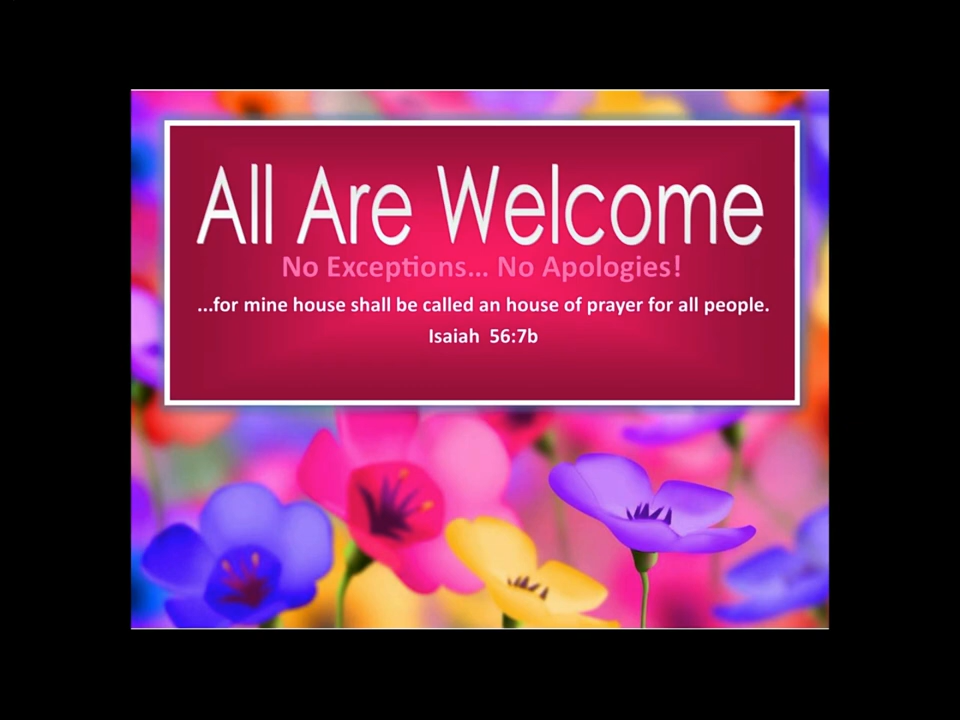 All Are Welcome
No Exceptions... No Apologies!
...for mine house shall be called an house of prayer for all people.
Isaiah 56:7b